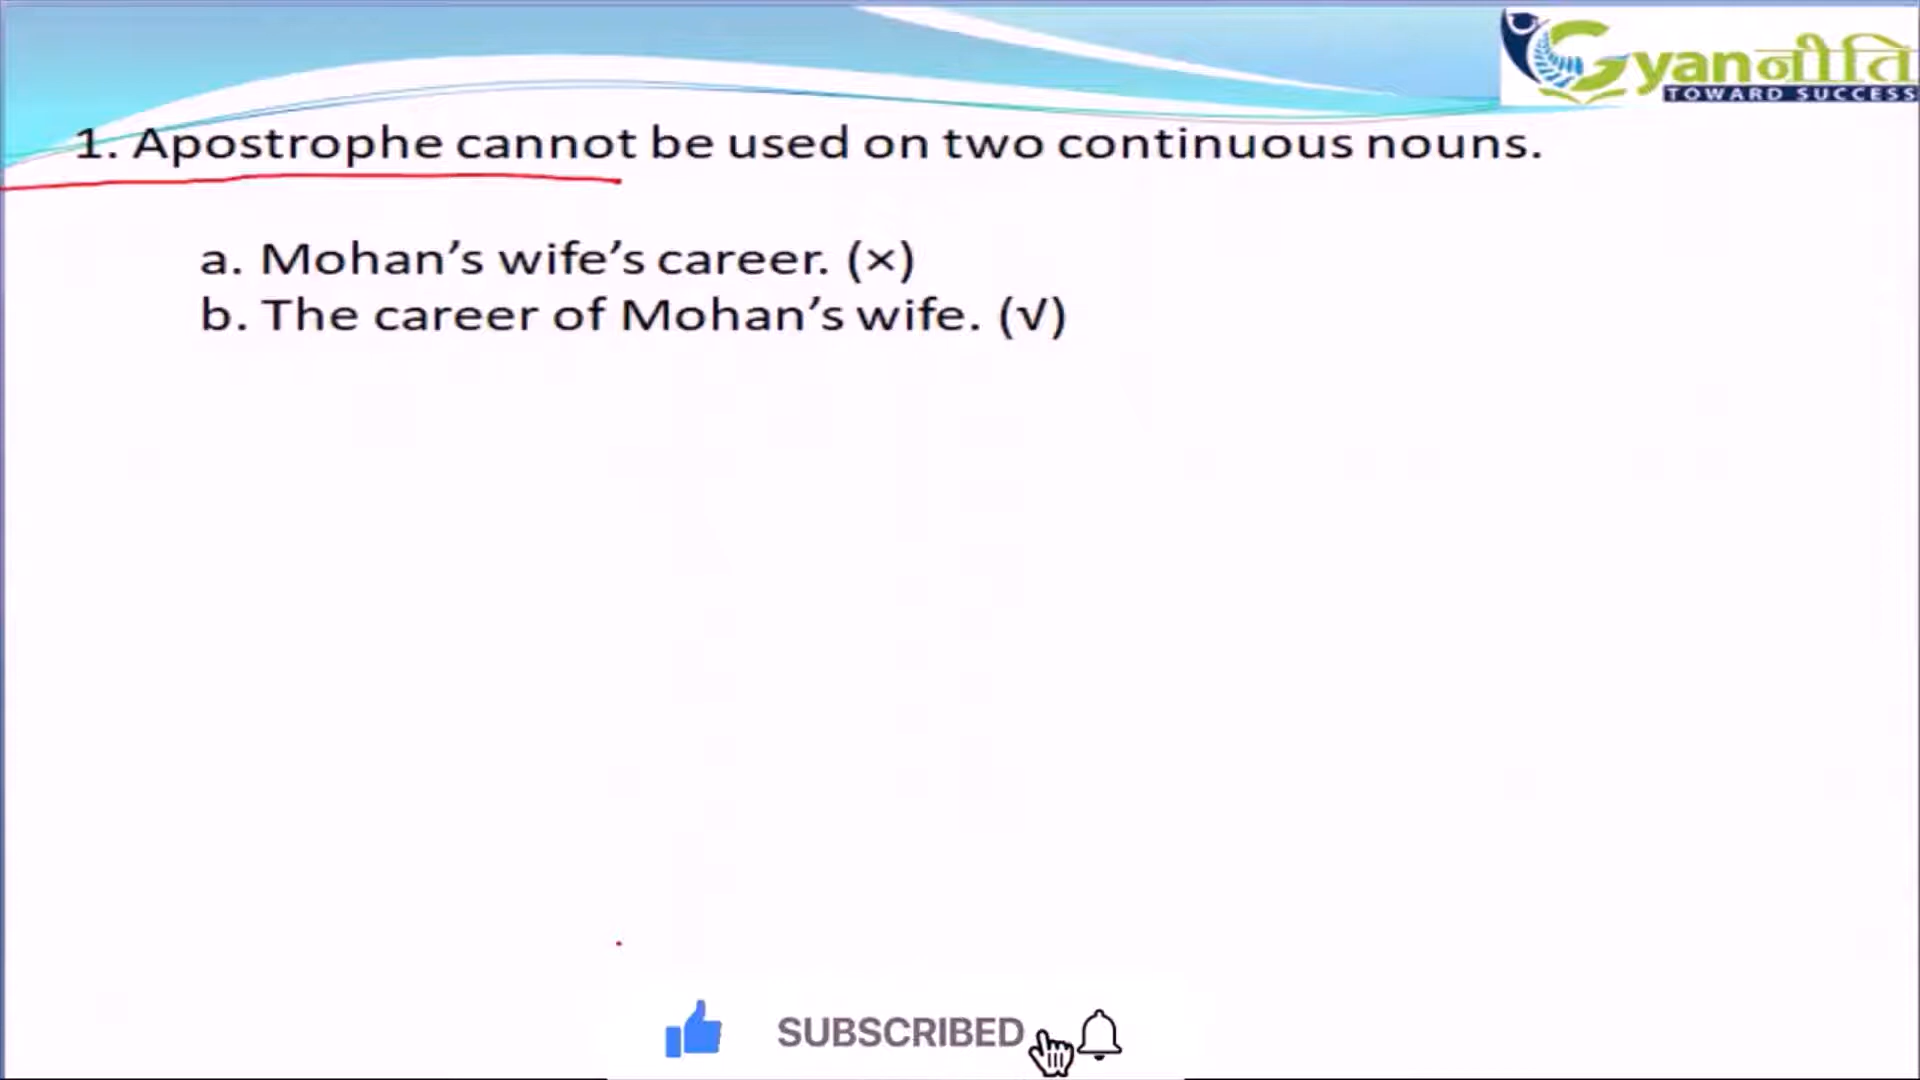 Gyanनीति
TOWARD SUCCESS
1. Apostrophe cannot be used on two continuous nouns.
a. Mohan’s wife’s career. (×)
b. The career of Mohan’s wife. (√)
SUBSCRIBED